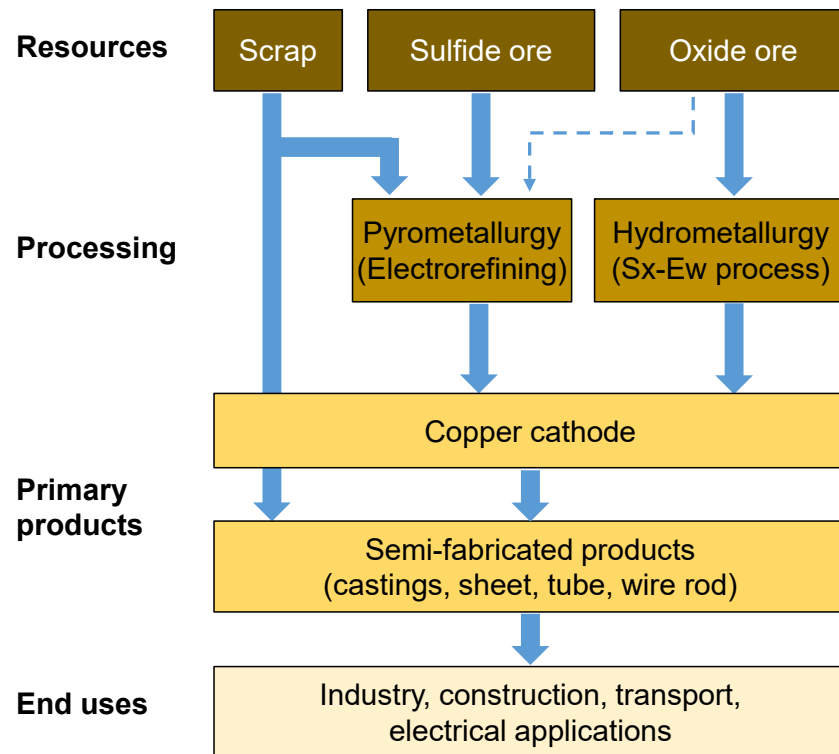 Resources
Scrap
Sulfide ore
Oxide ore
Processing
Pyrometallurgy
(Electrorefining)
Hydrometallurgy
(Sx-Ew process)
Copper cathode
Primary
products
Semi-fabricated products
(castings, sheet, tube, wire rod)
End uses
Industry, construction, transport,
electrical applications